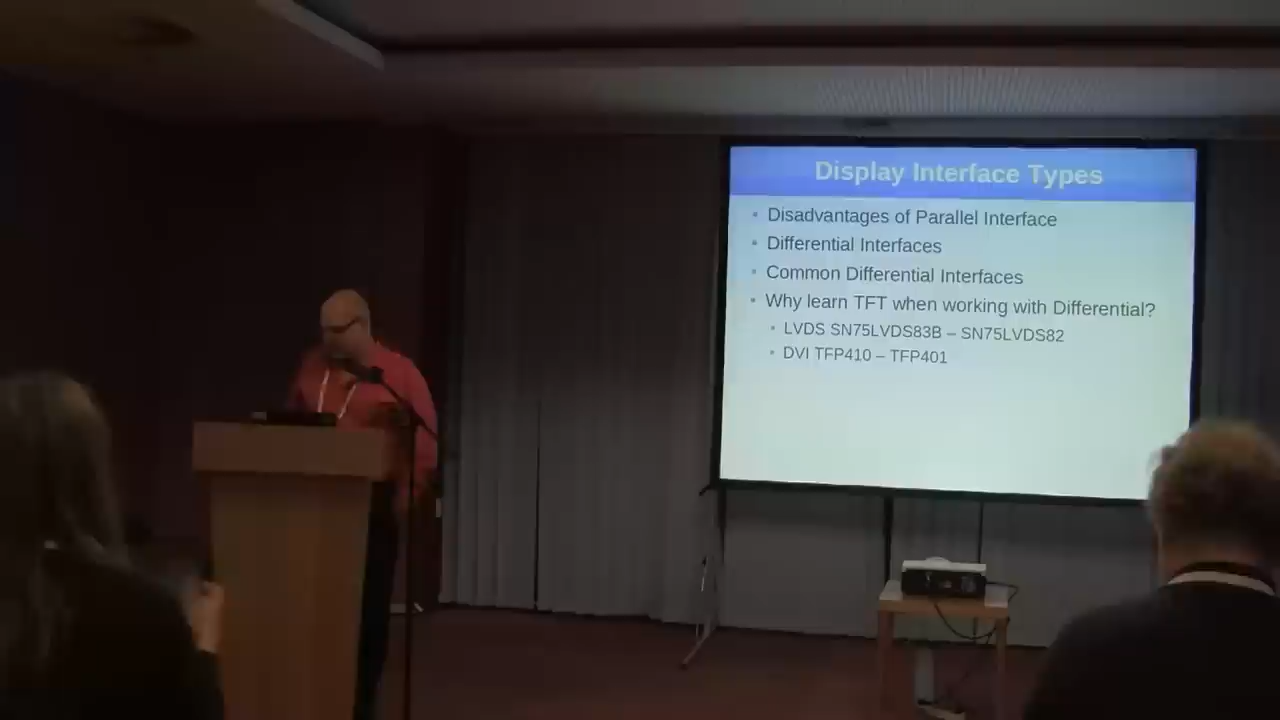 Display Interface Types
• Disadvantages of Parallel Interface
• Differential Interfaces
• Common Differential Interfaces
• Why learn TFT when working with Differential?
• LVDS SN75LVDS83B – SN75LVDS82
• DVI TFP410 – TFP401